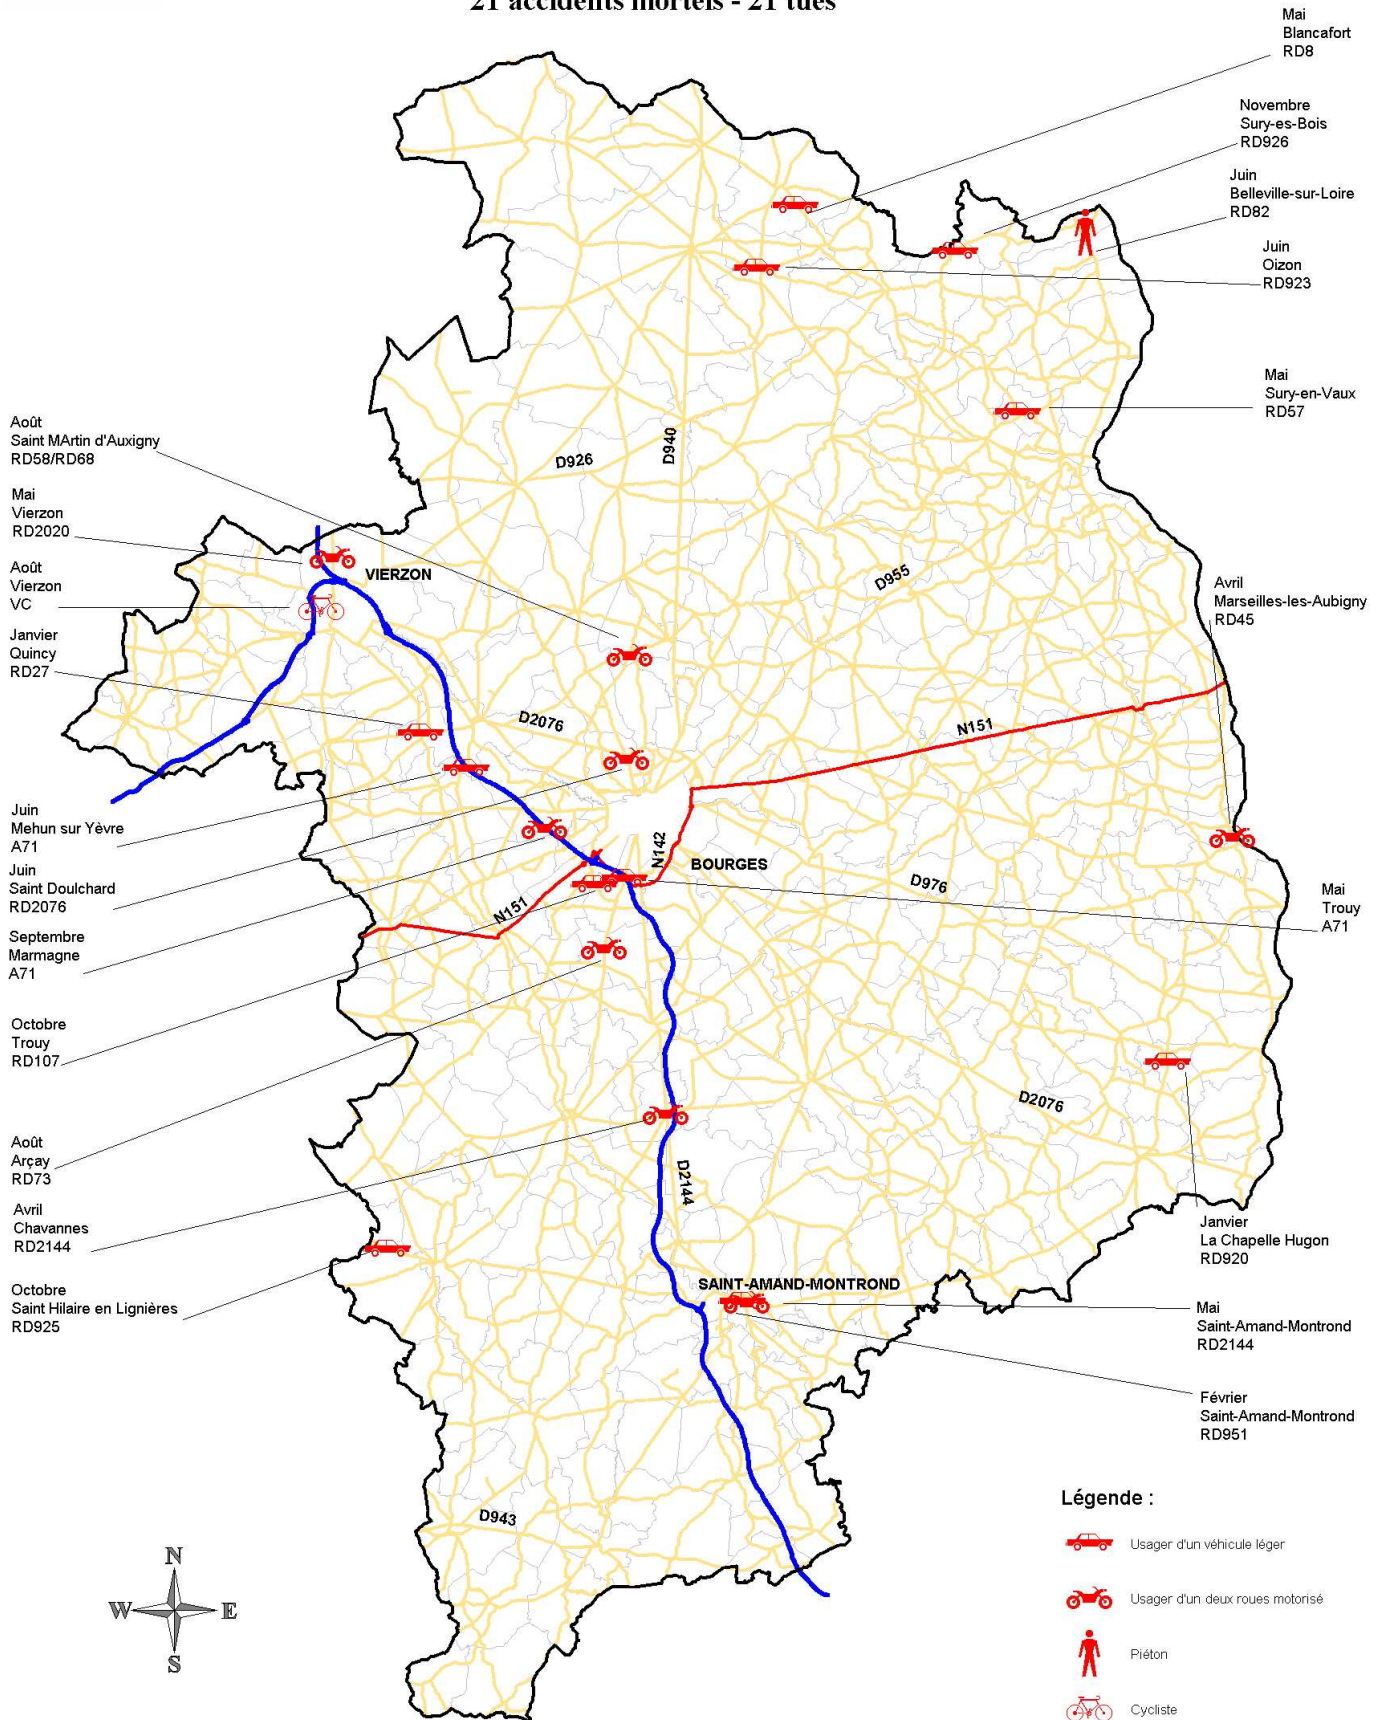 21 accidents mortels - 21 tués
Mai
Blancafort
RD8
Novembre
Sury-es-Bois
RD926
Juin
Belleville-sur-Loire
RD82
Juin
Oizon
RD923
Mai
Sury-en-Vaux
RD57
Août
Saint MArtin d'Auxigny
RD58/RD68
Mai
Vierzon
RD2020
Août
Vierzon
VC
Janvier
Quincy
RD27
D926
D940
VIERZON
D955
Avril
Marseilles-les-Aubigny
RD45
D2076
N151
Juin
Mehun sur Yèvre
A71
Juin
Saint Doulchard
RD2076
Septembre
Marmagne
A71
Octobre
Trouy
RD107
N142
BOURGES
D976
N151
Mai
Trouy
A71
Août
Arçay
RD73
Avril
Chavannes
RD2144
Octobre
Saint Hilaire en Lignières
RD925
D2076
D2144
Janvier
La Chapelle Hugon
RD920
SAINT-AMAND-MONTROND
Mai
Saint-Amand-Montrond
RD2144
Février
Saint-Amand-Montrond
RD951
D943
N
W
E
S
Légende :
Usager d'un véhicule léger
Usager d'un deux roues motorisé
Piéton
Cycliste